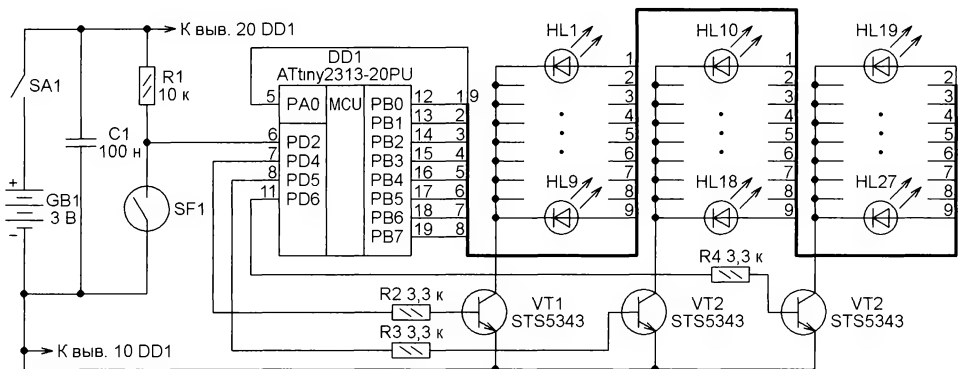 К выв. 20 DD1
SA1
R1
10 к
C1
100 н
+
GB1
3 В
−
SF1
К выв. 10 DD1
DD1
ATtiny2313-20PU
5 PA0 MCU PB0 12 1 9
PB1 13 2
6 PD2 PB2 14 3
7 PD4 PB3 15 4
8 PD5 PB4 16 5
11 PD6 PB5 17 6
PB6 18 7
PB7 19 8
HL1
1
2
3
4
5
6
7
8
9
HL9
HL10
1
2
3
4
5
6
7
8
9
HL18
HL19
2
3
4
5
6
7
8
9
HL27
R4 3,3 к
R2 3,3 к
R3 3,3 к
VT1
STS5343
VT2
STS5343
VT2
STS5343